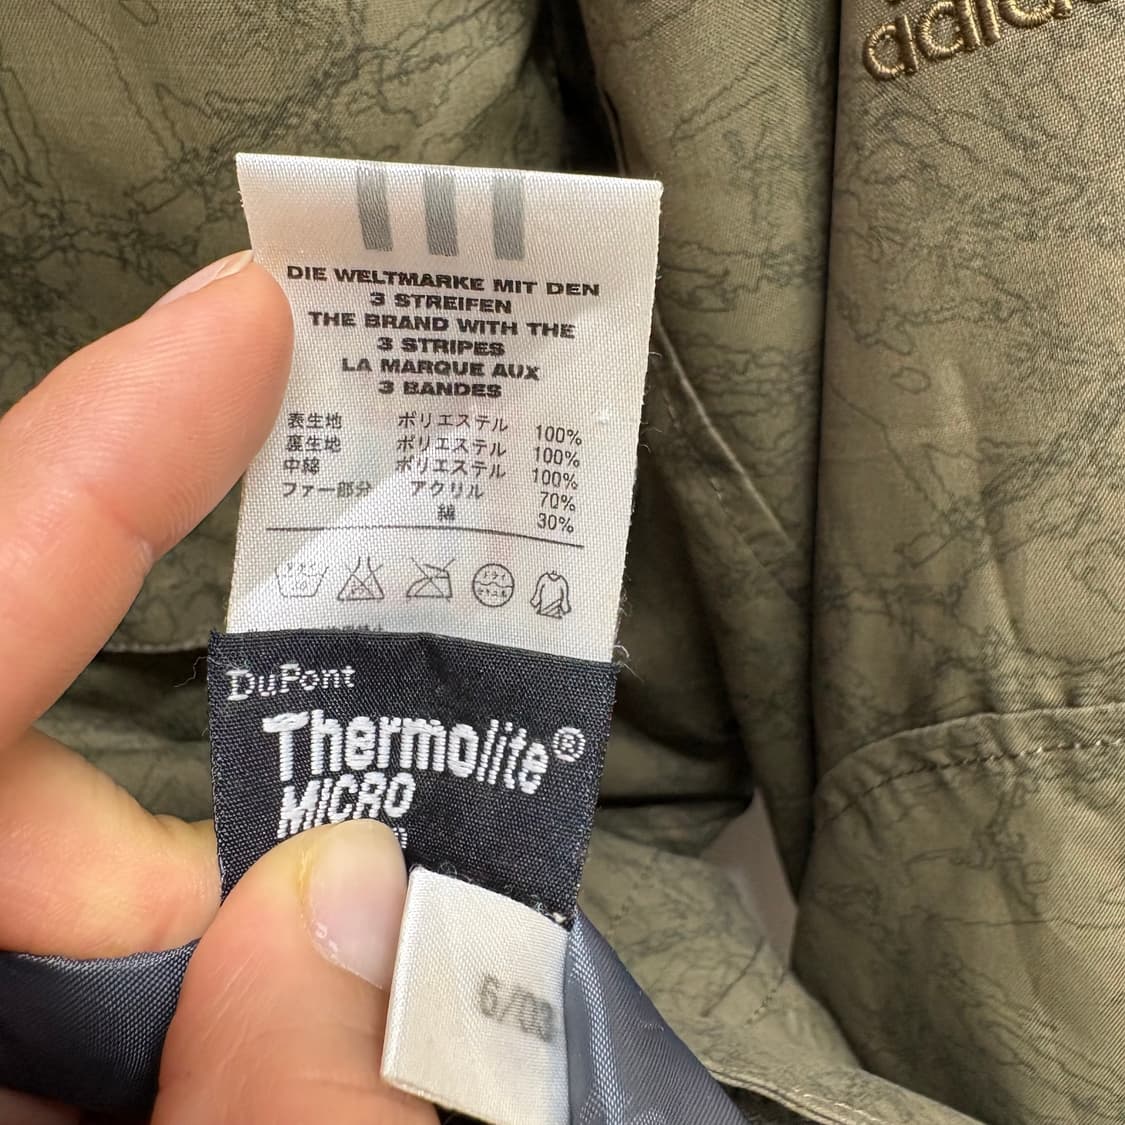 adidas
DIE WELTMARKE MIT DEN
3 STREIFEN
THE BRAND WITH THE
3 STRIPES
LA MARQUE AUX
3 BANDES
表生地 ポリエステル 100%
裏生地 ポリエステル 100%
中綿 ポリエステル 100%
ファー部分 アクリル 70%
綿 30%
DuPont
Thermolite®
MICRO
6/03